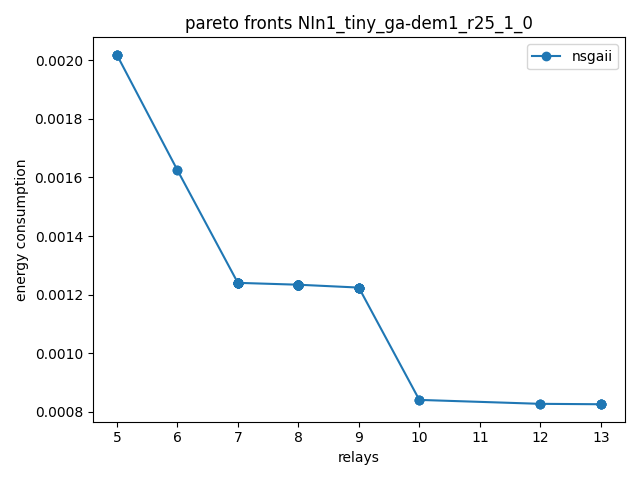 pareto fronts NIn1_tiny_ga-dem1_r25_1_0
nsgaii
energy consumption
0.0020
0.0018
0.0016
0.0014
0.0012
0.0010
0.0008
5 6 7 8 9 10 11 12 13
relays